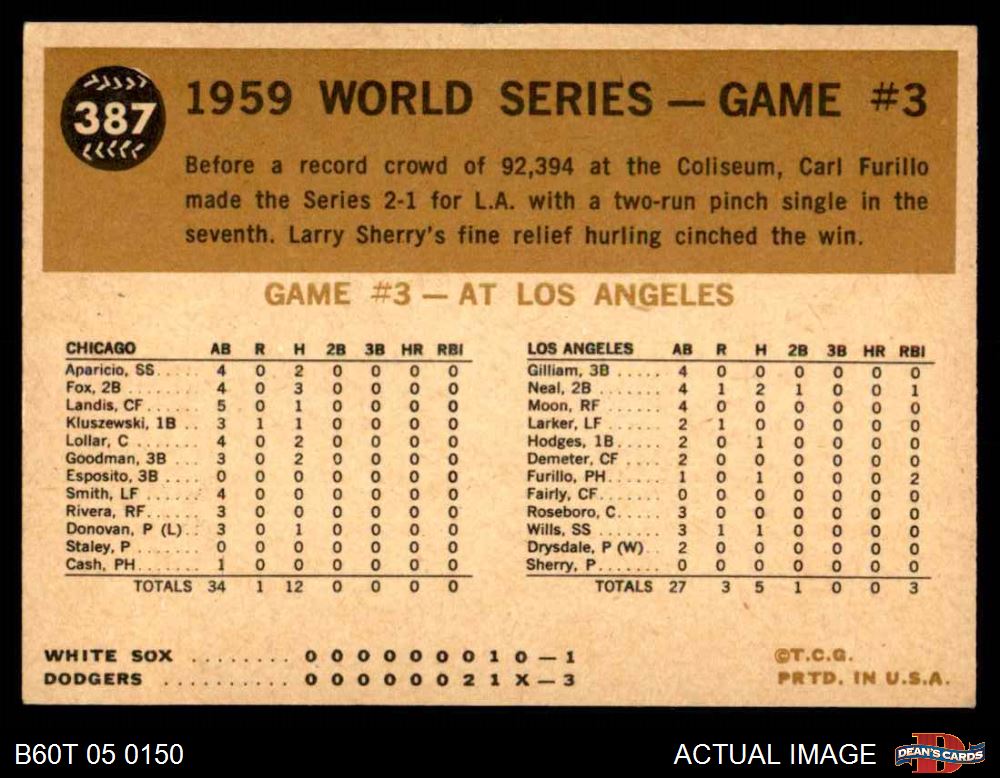 387
1959 WORLD SERIES — GAME #3
Before a record crowd of 92,394 at the Coliseum, Carl Furillo
made the Series 2-1 for L.A. with a two-run pinch single in the
seventh. Larry Sherry's fine relief hurling cinched the win.
GAME #3 — AT LOS ANGELES
CHICAGO AB R H 2B 3B HR RBI
Aparicio, SS..... 4 0 2 0 0 0 0
Fox, 2B ........ 4 0 3 0 0 0 0
Landis, CF...... 5 0 1 0 0 0 0
Kluszewski, 1B .. 3 1 1 0 0 0 0
Lollar, C ....... 4 0 2 0 0 0 0
Goodman, 3B ... 3 0 2 0 0 0 0
Esposito, 3B .... 0 0 0 0 0 0 0
Smith, LF ...... 4 0 0 0 0 0 0
Rivera, RF...... 3 0 0 0 0 0 0
Donovan, P (L).. 3 0 1 0 0 0 0
Staley, P ....... 0 0 0 0 0 0 0
Cash, PH....... 1 0 0 0 0 0 0
TOTALS 34 1 12 0 0 0 0
LOS ANGELES AB R H 2B 3B HR RBI
Gilliam, 3B ..... 4 0 0 0 0 0 0
Neal, 2B ....... 4 1 2 1 0 0 1
Moon, RF ...... 4 0 0 0 0 0 0
Larker, LF ...... 2 1 0 0 0 0 0
Hodges, 1B..... 2 0 1 0 0 0 0
Demeter, CF .... 2 0 0 0 0 0 0
Furillo, PH...... 1 0 1 0 0 0 2
Fairly, CF....... 0 0 0 0 0 0 0
Roseboro, C..... 3 0 0 0 0 0 0
Wills, SS ....... 3 1 1 0 0 0 0
Drysdale, P (W).. 2 0 0 0 0 0 0
Sherry, P....... 0 0 0 0 0 0 0
TOTALS 27 3 5 1 0 0 3
WHITE SOX ........ 0 0 0 0 0 0 0 1 0 — 1
DODGERS .......... 0 0 0 0 0 0 2 1 X — 3
©T.C.G.
PRTD. IN U.S.A.
B60T 05 0150
ACTUAL IMAGE
D
DEAN'S CARDS